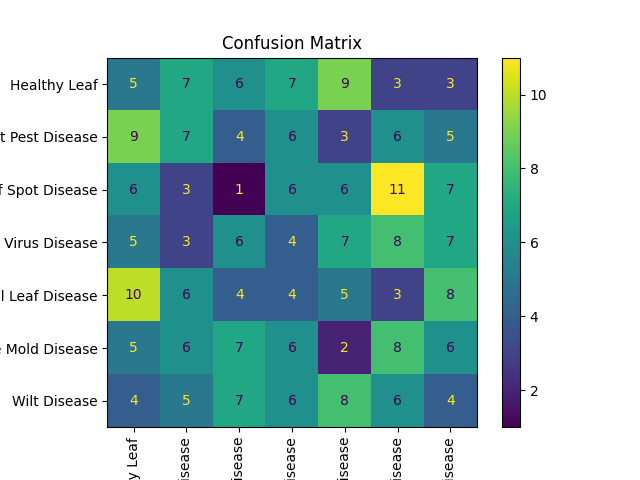 Confusion Matrix
Healthy Leaf 5 7 6 7 9 3 3
t Pest Disease 9 7 4 6 3 6 5
f Spot Disease 6 3 1 6 6 11 7
Virus Disease 5 3 6 4 7 8 7
l Leaf Disease 10 6 4 4 5 3 8
Mold Disease 5 6 7 6 2 8 6
Wilt Disease 4 5 7 6 8 6 4
y Leaf
isease
isease
isease
isease
isease
isease
10
8
6
4
2